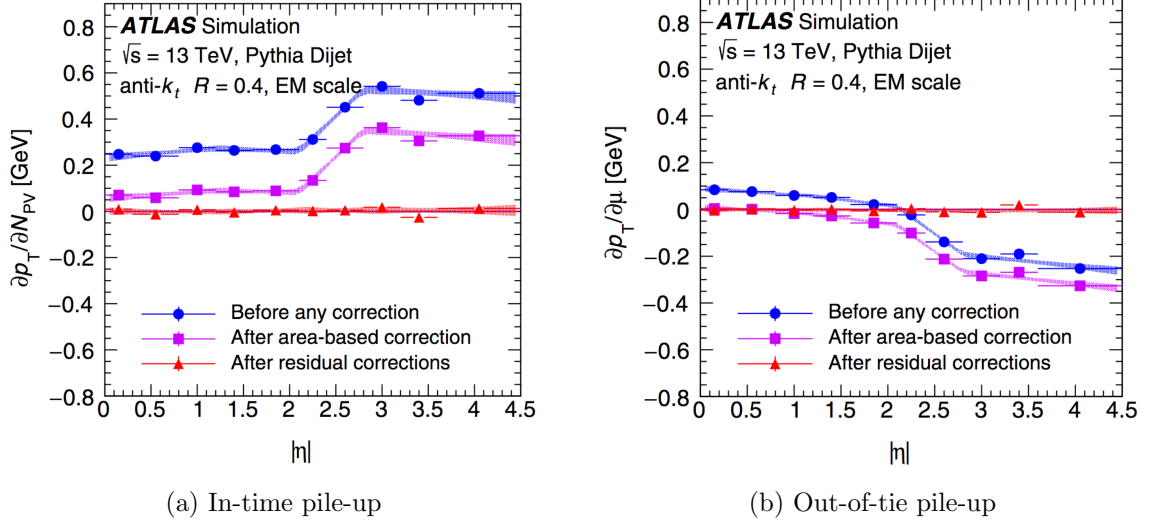 ATLAS Simulation
√s = 13 TeV, Pythia Dijet
anti-kₜ R = 0.4, EM scale
∂p_T/∂N_PV [GeV]
0.8
0.6
0.4
0.2
0
−0.2
−0.4
−0.6
−0.8
Before any correction
After area-based correction
After residual corrections
0 0.5 1 1.5 2 2.5 3 3.5 4 4.5
|η|
(a) In-time pile-up
ATLAS Simulation
√s = 13 TeV, Pythia Dijet
anti-kₜ R = 0.4, EM scale
∂p_T/∂μ [GeV]
0.8
0.6
0.4
0.2
0
−0.2
−0.4
−0.6
−0.8
Before any correction
After area-based correction
After residual corrections
0 0.5 1 1.5 2 2.5 3 3.5 4 4.5
|η|
(b) Out-of-tie pile-up